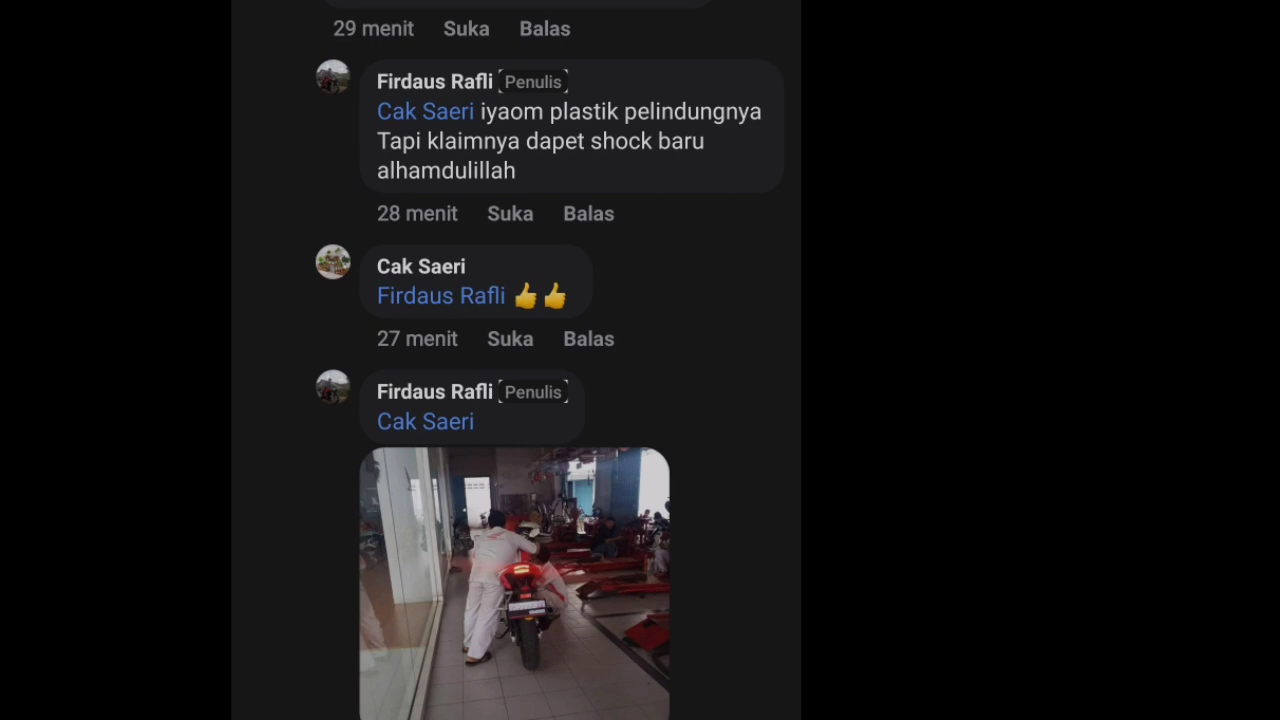 29 menit Suka Balas
Firdaus Rafli Penulis
Cak Saeri iyaom plastik pelindungnya
Tapi klaimnya dapet shock baru
alhamdulillah
28 menit Suka Balas
Cak Saeri
Firdaus Rafli 👍👍
27 menit Suka Balas
Firdaus Rafli Penulis
Cak Saeri